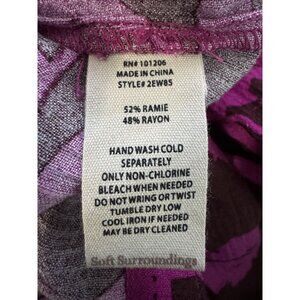 RN# 101206
MADE IN CHINA
STYLE# 2EW85
52% RAMIE
48% RAYON
HAND WASH COLD
SEPARATELY
ONLY NON-CHLORINE
BLEACH WHEN NEEDED
DO NOT WRING OR TWIST
TUMBLE DRY LOW
COOL IRON IF NEEDED
MAY BE DRY CLEANED
Soft Surroundings